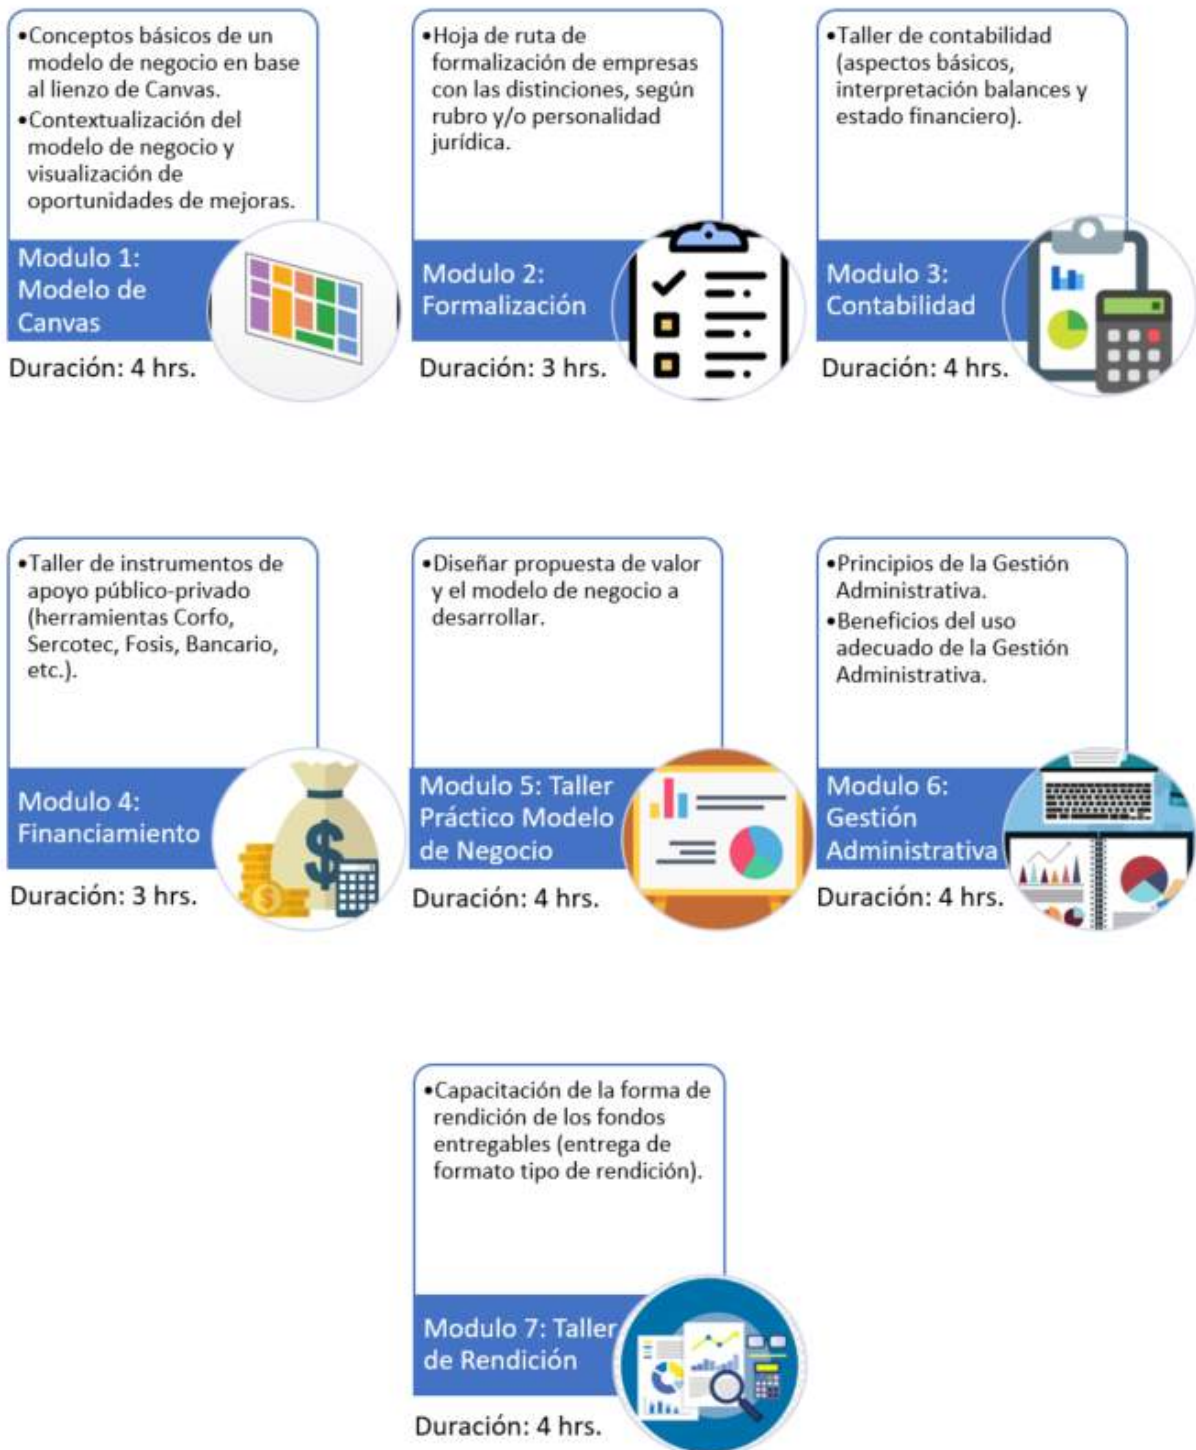 •Conceptos básicos de un
modelo de negocio en base
al lienzo de Canvas.
•Contextualización del
modelo de negocio y
visualización de
oportunidades de mejoras.
Modulo 1:
Modelo de
Canvas
Duración: 4 hrs.
•Hoja de ruta de
formalización de empresas
con las distinciones, según
rubro y/o personalidad
jurídica.
Modulo 2:
Formalización
Duración: 3 hrs.
•Taller de contabilidad
(aspectos básicos,
interpretación balances y
estado financiero).
Modulo 3:
Contabilidad
Duración: 4 hrs.
•Taller de instrumentos de
apoyo público-privado
(herramientas Corfo,
Sercotec, Fosis, Bancario,
etc.).
Modulo 4:
Financiamiento
$
$
Duración: 3 hrs.
•Diseñar propuesta de valor
y el modelo de negocio a
desarrollar.
Modulo 5: Taller
Práctico Modelo
de Negocio
Duración: 4 hrs.
•Principios de la Gestión
Administrativa.
•Beneficios del uso
adecuado de la Gestión
Administrativa.
Modulo 6:
Gestión
Administrativa
Duración: 4 hrs.
•Capacitación de la forma de
rendición de los fondos
entregables (entrega de
formato tipo de rendición).
Modulo 7: Taller
de Rendición
Duración: 4 hrs.